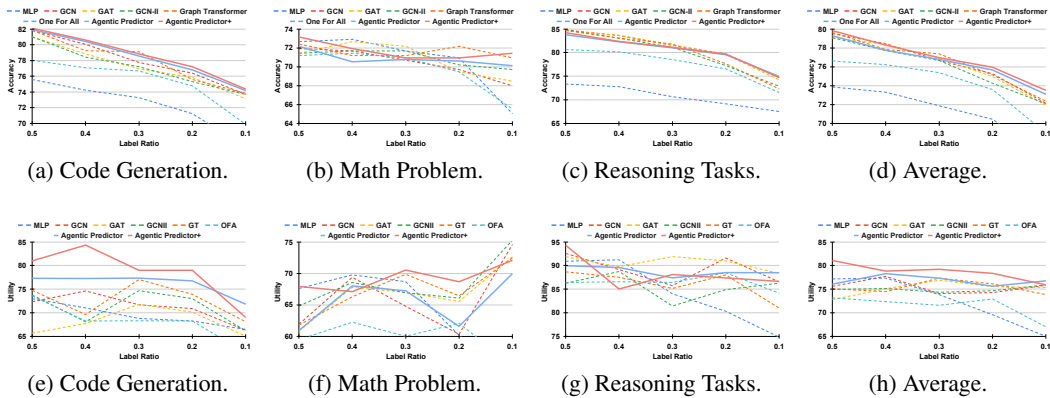 MLP GCN GAT GCN-II Graph Transformer
One For All Agentic Predictor Agentic Predictor+
82
80
78
76
74
72
70
Accuracy
0.5 0.4 0.3 0.2 0.1
Label Ratio
(a) Code Generation.
MLP GCN GAT GCN-II Graph Transformer
One For All Agentic Predictor Agentic Predictor+
74
72
70
68
66
64
Accuracy
0.5 0.4 0.3 0.2 0.1
Label Ratio
(b) Math Problem.
MLP GCN GAT GCN-II Graph Transformer
One For All Agentic Predictor Agentic Predictor+
85
80
75
70
65
Accuracy
0.5 0.4 0.3 0.2 0.1
Label Ratio
(c) Reasoning Tasks.
MLP GCN GAT GCN-II Graph Transformer
One For All Agentic Predictor Agentic Predictor+
80
78
76
74
72
70
Accuracy
0.5 0.4 0.3 0.2 0.1
Label Ratio
(d) Average.
MLP GCN GAT GCNII GT OFA
Agentic Predictor Agentic Predictor+
85
80
75
70
65
Utility
0.5 0.4 0.3 0.2 0.1
Label Ratio
(e) Code Generation.
MLP GCN GAT GCNII GT OFA
Agentic Predictor Agentic Predictor+
75
70
65
60
Utility
0.5 0.4 0.3 0.2 0.1
Label Ratio
(f) Math Problem.
MLP GCN GAT GCNII GT OFA
Agentic Predictor Agentic Predictor+
95
90
85
80
75
Utility
0.5 0.4 0.3 0.2 0.1
Label Ratio
(g) Reasoning Tasks.
MLP GCN GAT GCNII GT OFA
Agentic Predictor Agentic Predictor+
85
80
75
70
65
Utility
0.5 0.4 0.3 0.2 0.1
Label Ratio
(h) Average.